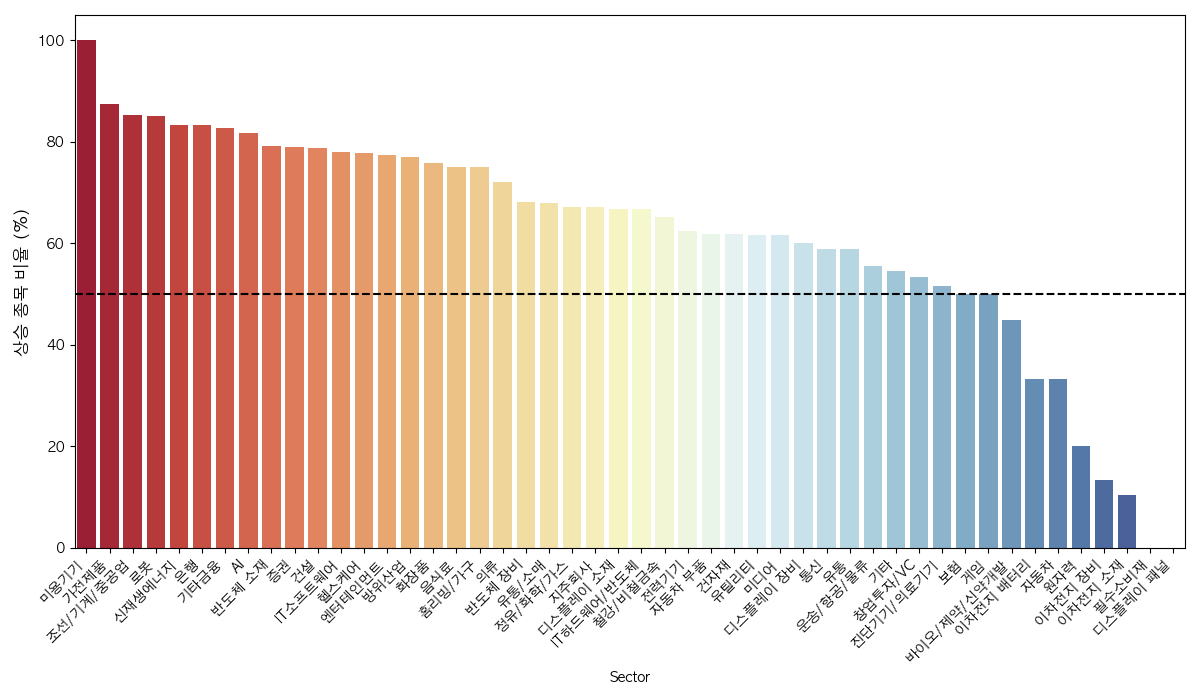 100
80
60
40
20
0
상승 종목 비율 (%)
미용기기
가전제품
조선/기계/중공업
로봇
신재생에너지
은행
기타금융
AI
반도체 소재
증권
건설
IT소프트웨어
헬스케어
엔터테인먼트
방위산업
화장품
음식료
홈리빙/가구
의류
반도체 장비
유통/소매
정유/화학/가스
지주회사
디스플레이 소재
IT하드웨어/반도체
철강/비철금속
전력기기
자동차 부품
건자재
유틸리티
미디어
디스플레이 장비
통신
유통
운송/항공/물류
기타
창업투자/VC
진단기기/의료기기
보험
게임
바이오/제약/신약개발
이차전지 배터리
자동차
원자력
이차전지 장비
이차전지 소재
필수소비재
디스플레이 패널
Sector